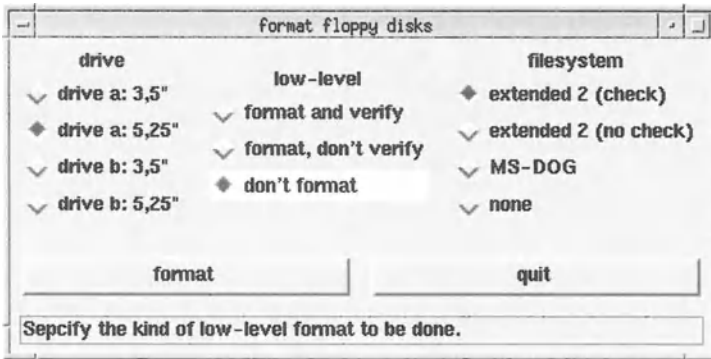 format floppy disks
drive
drive a: 3,5"
drive a: 5,25"
drive b: 3,5"
drive b: 5,25"
low-level
format and verify
format, don't verify
don't format
filesystem
extended 2 (check)
extended 2 (no check)
MS-DOG
none
format
quit
Sepcify the kind of low-level format to be done.